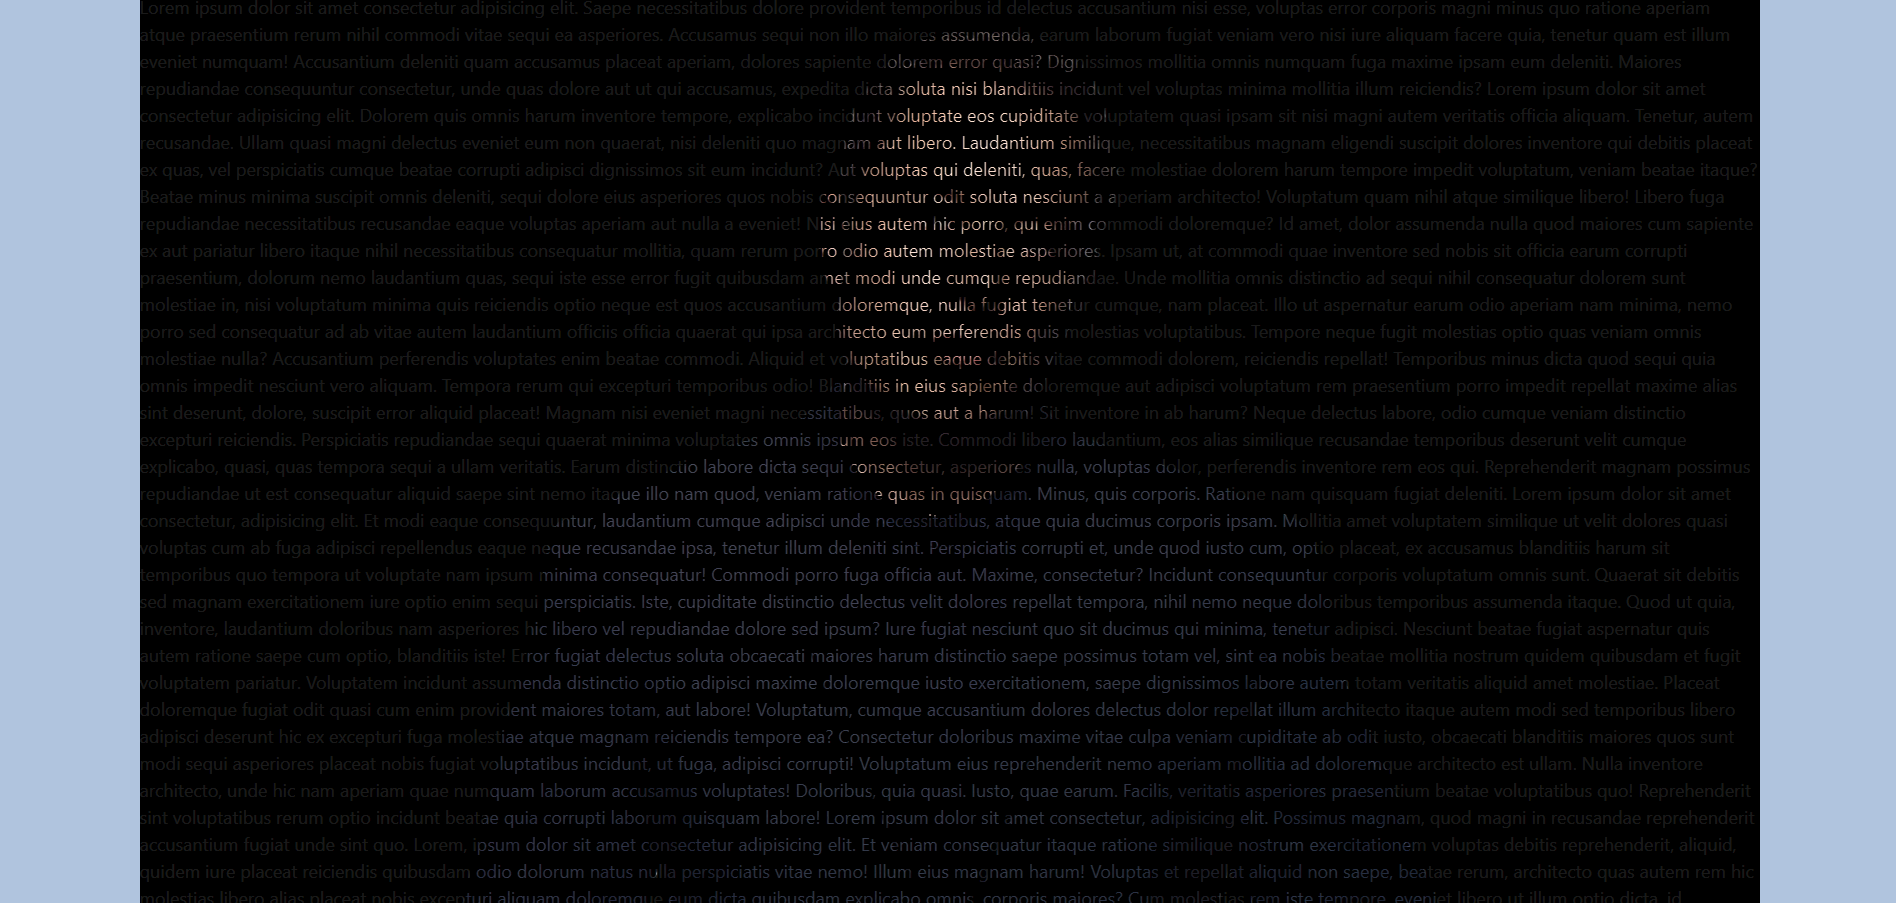 Lorem ipsum dolor sit amet consectetur adipisicing elit. Saepe necessitatibus dolore provident temporibus id delectus accusantium nisi esse, voluptas error corporis magni minus quo ratione aperiam
atque praesentium rerum nihil commodi vitae sequi ea asperiores. Accusamus sequi non illo maiores assumenda, earum laborum fugiat veniam vero nisi iure aliquam facere quia, tenetur quam est illum
eveniet numquam! Accusantium deleniti quam accusamus placeat aperiam, dolores sapiente dolorem error quasi? Dignissimos mollitia omnis numquam fuga maxime ipsam eum deleniti. Maiores
repudiandae consequuntur consectetur, unde quas dolore aut ut qui accusamus, expedita dicta soluta nisi blanditiis incidunt vel voluptas minima mollitia illum reiciendis? Lorem ipsum dolor sit amet
consectetur adipisicing elit. Dolorem quis omnis harum inventore tempore, explicabo incidunt voluptate eos cupiditate voluptatem quasi ipsam sit nisi magni autem veritatis officia aliquam. Tenetur, autem
recusandae. Ullam quasi magni delectus eveniet eum non quaerat, nisi deleniti quo magnam aut libero. Laudantium similique, necessitatibus magnam eligendi suscipit dolores inventore qui debitis placeat
ex quas, vel perspiciatis cumque beatae corrupti adipisci dignissimos sit eum incidunt? Aut voluptas qui deleniti, quas, facere molestiae dolorem harum tempore impedit voluptatum, veniam beatae itaque?
Beatae minus minima suscipit omnis deleniti, sequi dolore eius asperiores quos nobis consequuntur odit soluta nesciunt a aperiam architecto! Voluptatum quam nihil atque similique libero! Libero fuga
repudiandae necessitatibus recusandae eaque voluptas aperiam aut nulla a eveniet! Nisi eius autem hic porro, qui enim commodi doloremque? Id amet, dolor assumenda nulla quod maiores cum sapiente
ex aut pariatur libero itaque nihil necessitatibus consequatur mollitia, quam rerum porro odio autem molestiae asperiores. Ipsam ut, at commodi quae inventore sed nobis sit officia earum corrupti
praesentium, dolorum nemo laudantium quas, sequi iste esse error fugit quibusdam amet modi unde cumque repudiandae. Unde mollitia omnis distinctio ad sequi nihil consequatur dolorem sunt
molestiae in, nisi voluptatum minima quis reiciendis optio neque est quos accusantium doloremque, nulla fugiat tenetur cumque, nam placeat. Illo ut aspernatur earum odio aperiam nam minima, nemo
porro sed consequatur ad ab vitae autem laudantium officiis officia quaerat qui ipsa architecto eum perferendis quis molestias voluptatibus. Tempore neque fugit molestias optio quas veniam omnis
molestiae nulla? Accusantium perferendis voluptates enim beatae commodi. Aliquid et voluptatibus eaque debitis vitae commodi dolorem, reiciendis repellat! Temporibus minus dicta quod sequi quia
omnis impedit nesciunt vero aliquam. Tempora rerum qui excepturi temporibus odio! Blanditiis in eius sapiente doloremque aut adipisci voluptatum rem praesentium porro impedit repellat maxime alias
sint deserunt, dolore, suscipit error aliquid placeat! Magnam nisi eveniet magni necessitatibus, quos aut a harum! Sit inventore in ab harum? Neque delectus labore, odio cumque veniam distinctio
excepturi reiciendis. Perspiciatis repudiandae sequi quaerat minima voluptates omnis ipsum eos iste. Commodi libero laudantium, eos alias similique recusandae temporibus deserunt velit cumque
explicabo, quasi, quas tempora sequi a ullam veritatis. Earum distinctio labore dicta sequi consectetur, asperiores nulla, voluptas dolor, perferendis inventore rem eos qui. Reprehenderit magnam possimus
repudiandae ut est consequatur aliquid saepe sint nemo itaque illo nam quod, veniam ratione quas in quisquam. Minus, quis corporis. Ratione nam quisquam fugiat deleniti. Lorem ipsum dolor sit amet
consectetur, adipisicing elit. Et modi eaque consequuntur, laudantium cumque adipisci unde necessitatibus, atque quia ducimus corporis ipsam. Mollitia amet voluptatem similique ut velit dolores quasi
voluptas cum ab fuga adipisci repellendus eaque neque recusandae ipsa, tenetur illum deleniti sint. Perspiciatis corrupti et, unde quod iusto cum, optio placeat, ex accusamus blanditiis harum sit
temporibus quo tempora ut voluptate nam ipsum minima consequatur! Commodi porro fuga officia aut. Maxime, consectetur? Incidunt consequuntur corporis voluptatum omnis sunt. Quaerat sit debitis
sed magnam exercitationem iure optio enim sequi perspiciatis. Iste, cupiditate distinctio delectus velit dolores repellat tempora, nihil nemo neque doloribus temporibus assumenda itaque. Quod ut quia,
inventore, laudantium doloribus nam asperiores hic libero vel repudiandae dolore sed ipsum? Iure fugiat nesciunt quo sit ducimus qui minima, tenetur adipisci. Nesciunt beatae fugiat aspernatur quis
autem ratione saepe cum optio, blanditiis iste! Error fugiat delectus soluta obcaecati maiores harum distinctio saepe possimus totam vel, sint ea nobis beatae mollitia nostrum quidem quibusdam et fugit
voluptatem pariatur. Voluptatem incidunt assumenda distinctio optio adipisci maxime doloremque iusto exercitationem, saepe dignissimos labore autem totam veritatis aliquid amet molestiae. Placeat
doloremque fugiat odit quasi cum enim provident maiores totam, aut labore! Voluptatum, cumque accusantium dolores delectus dolor repellat illum architecto itaque autem modi sed temporibus libero
adipisci deserunt hic ex excepturi fuga molestiae atque magnam reiciendis tempore ea? Consectetur doloribus maxime vitae culpa veniam cupiditate ab odit iusto, obcaecati blanditiis maiores quos sunt
modi sequi asperiores placeat nobis fugiat voluptatibus incidunt, ut fuga, adipisci corrupti! Voluptatum eius reprehenderit nemo aperiam mollitia ad doloremque architecto est ullam. Nulla inventore
architecto, unde hic nam aperiam quae numquam laborum accusamus voluptates! Doloribus, quia quasi. Iusto, quae earum. Facilis, veritatis asperiores praesentium beatae voluptatibus quo! Reprehenderit
sint voluptatibus rerum optio incidunt beatae quia corrupti laborum quisquam labore! Lorem ipsum dolor sit amet consectetur, adipisicing elit. Possimus magnam, quod magni in recusandae reprehenderit
accusantium fugiat unde sint quo. Lorem, ipsum dolor sit amet consectetur adipisicing elit. Et veniam consequatur itaque ratione similique nostrum exercitationem voluptas debitis reprehenderit, aliquid,
quidem iure placeat reiciendis quibusdam odio dolorum natus nulla perspiciatis vitae nemo! Illum eius magnam harum! Voluptas et repellat aliquid non saepe, beatae rerum, architecto quas autem rem hic
molestias libero alias placeat nobis excepturi aliquam doloremque eum dicta quibusdam explicabo omnis, corporis maiores? Cum molestias rem iste tempore, eveniet libero ut illum optio dicta, id